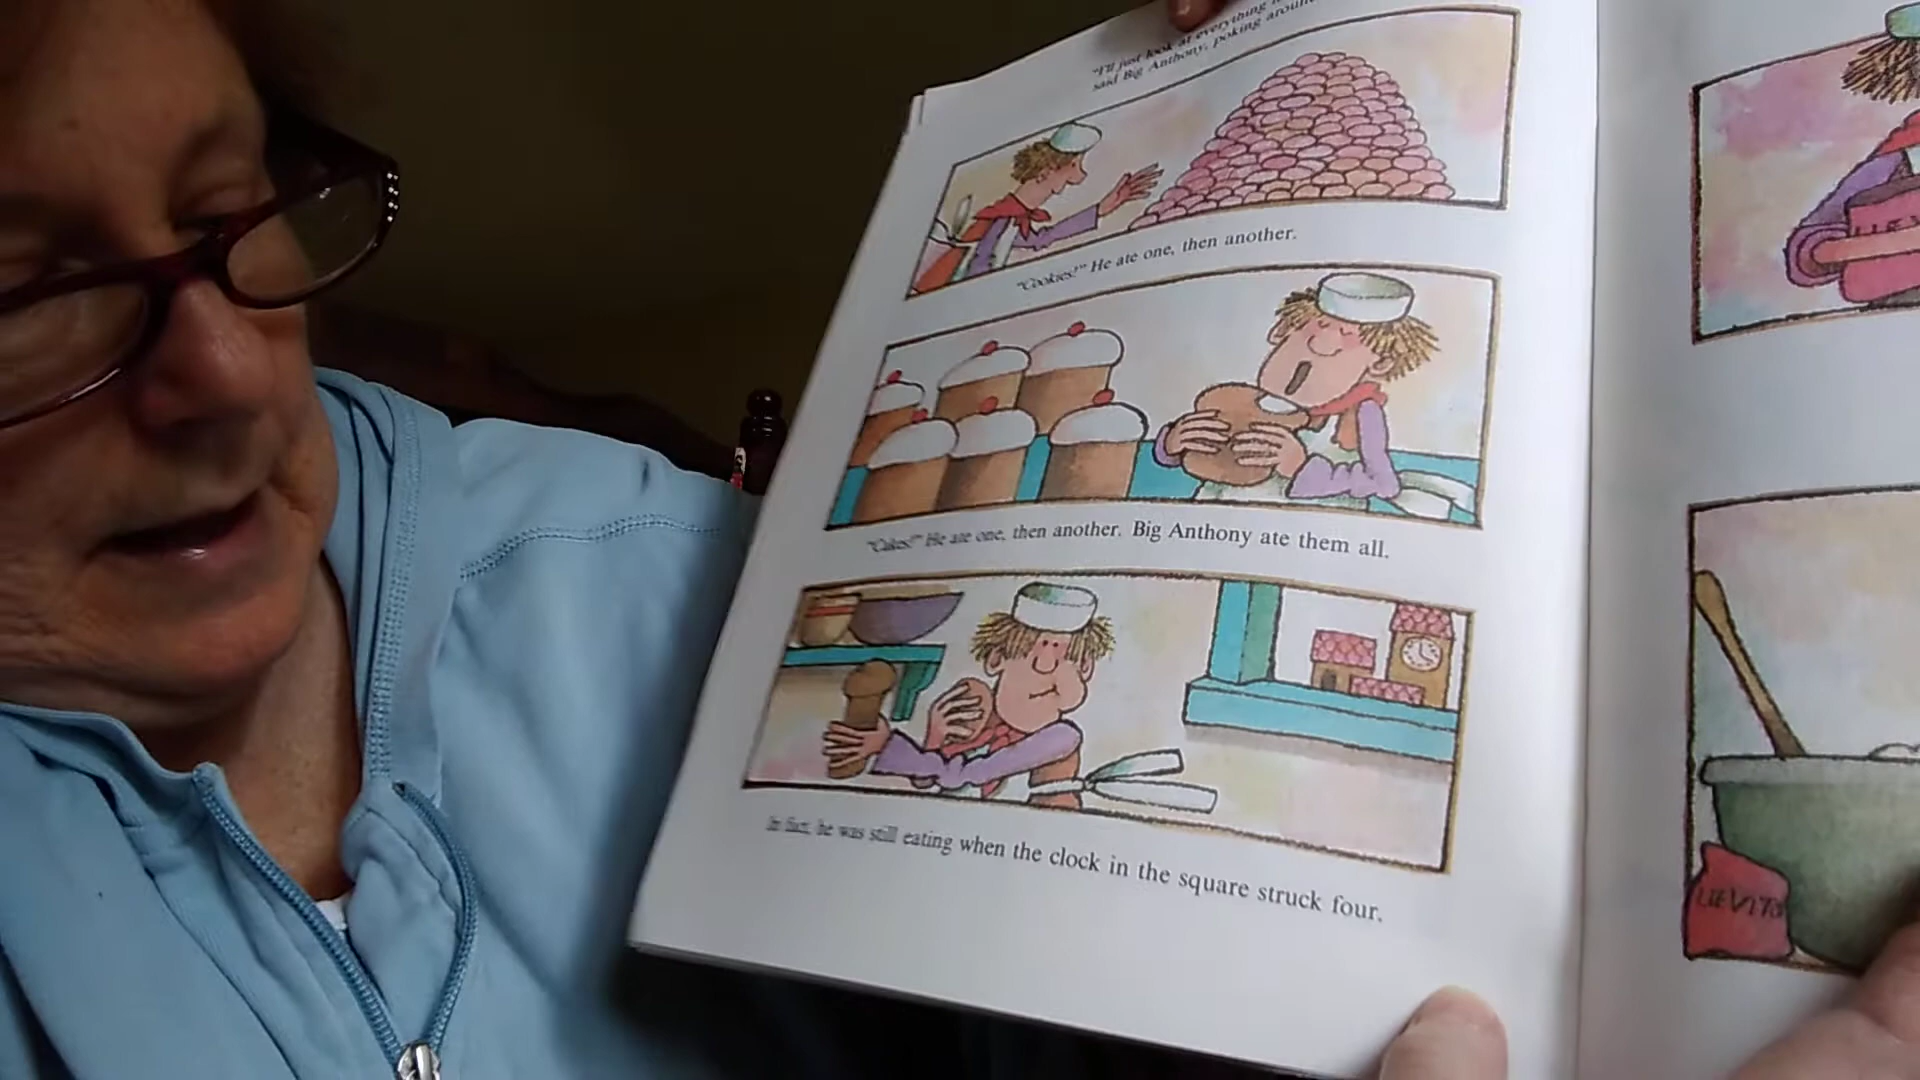 "I'll just look at everything
said Big Anthony, poking around
"Cookies!" He ate one, then another.
"Cakes!" He ate one, then another. Big Anthony ate them all.
In fact, he was still eating when the clock in the square struck four.
LIEVITO